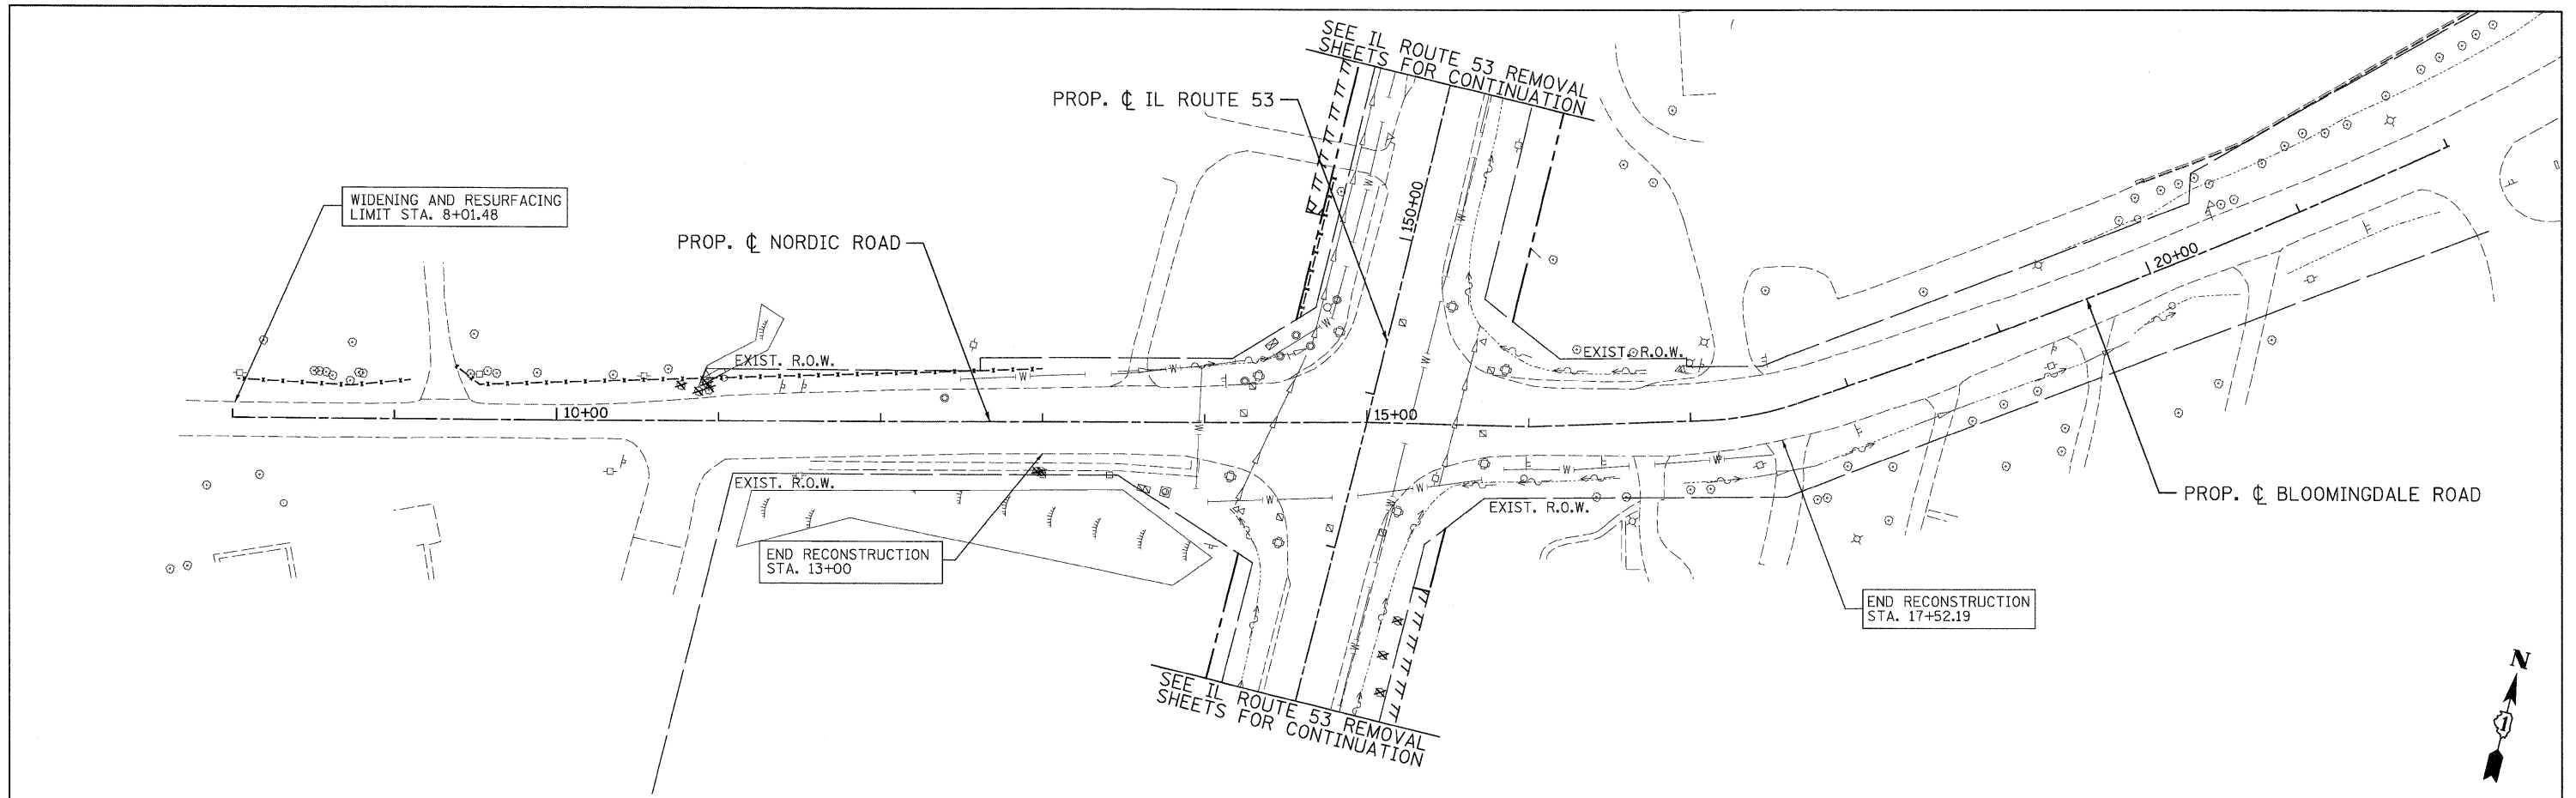 SEE IL ROUTE 53 REMOVAL
SHEETS FOR CONTINUATION
PROP. ℄ IL ROUTE 53
WIDENING AND RESURFACING
LIMIT STA. 8+01.48
PROP. ℄ NORDIC ROAD
150+00
20+00
EXIST. R.O.W.
EXIST. R.O.W.
W
W
W
W
W
W
10+00
15+00
W
W
EXIST. R.O.W.
W
W
W
W
W
EXIST. R.O.W.
PROP. ℄ BLOOMINGDALE ROAD
END RECONSTRUCTION
STA. 13+00
END RECONSTRUCTION
STA. 17+52.19
W
W
SEE IL ROUTE 53 REMOVAL
SHEETS FOR CONTINUATION
N
1